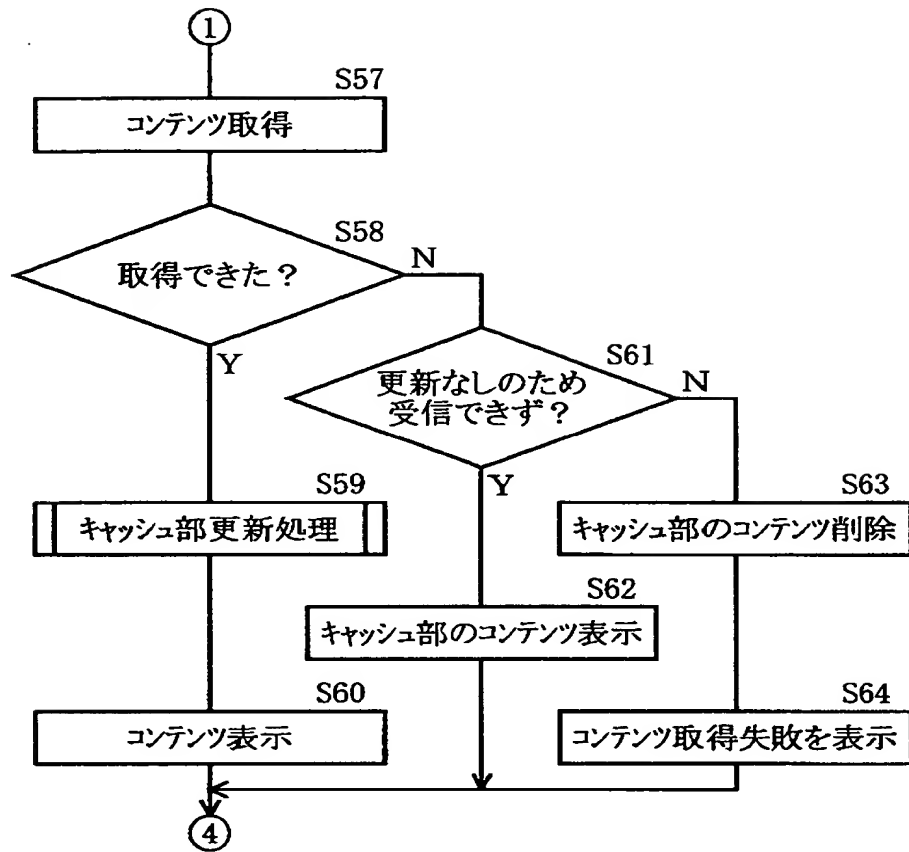 ①
S57
コンテンツ取得
S58
取得できた？
N
Y
S61
更新なしのため
受信できず？
N
Y
S59
キャッシュ部更新処理
S63
キャッシュ部のコンテンツ削除
S62
キャッシュ部のコンテンツ表示
S60
コンテンツ表示
S64
コンテンツ取得失敗を表示
④